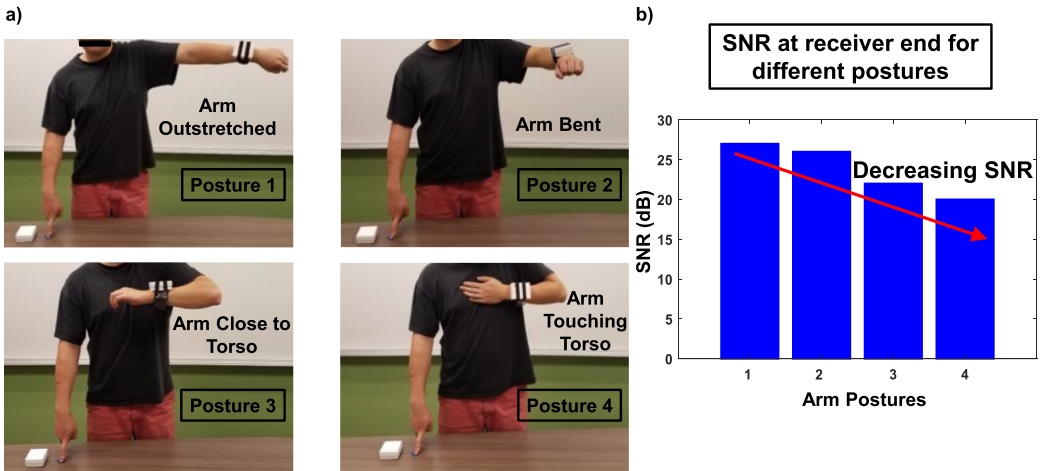 a)
Arm
Outstretched
Posture 1
Arm Bent
Posture 2
Arm Close to
Torso
Posture 3
Arm
Touching
Torso
Posture 4
b)
SNR at receiver end for
different postures
Decreasing SNR
SNR (dB)
30
25
20
15
10
5
0
1 2 3 4
Arm Postures